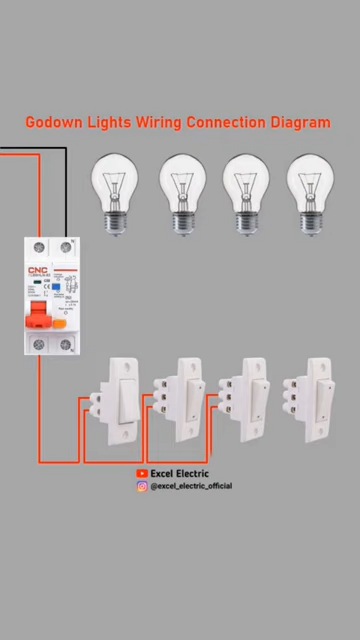 Godown Lights Wiring Connection Diagram
N
CNC
N
Excel Electric
@excel_electric_official